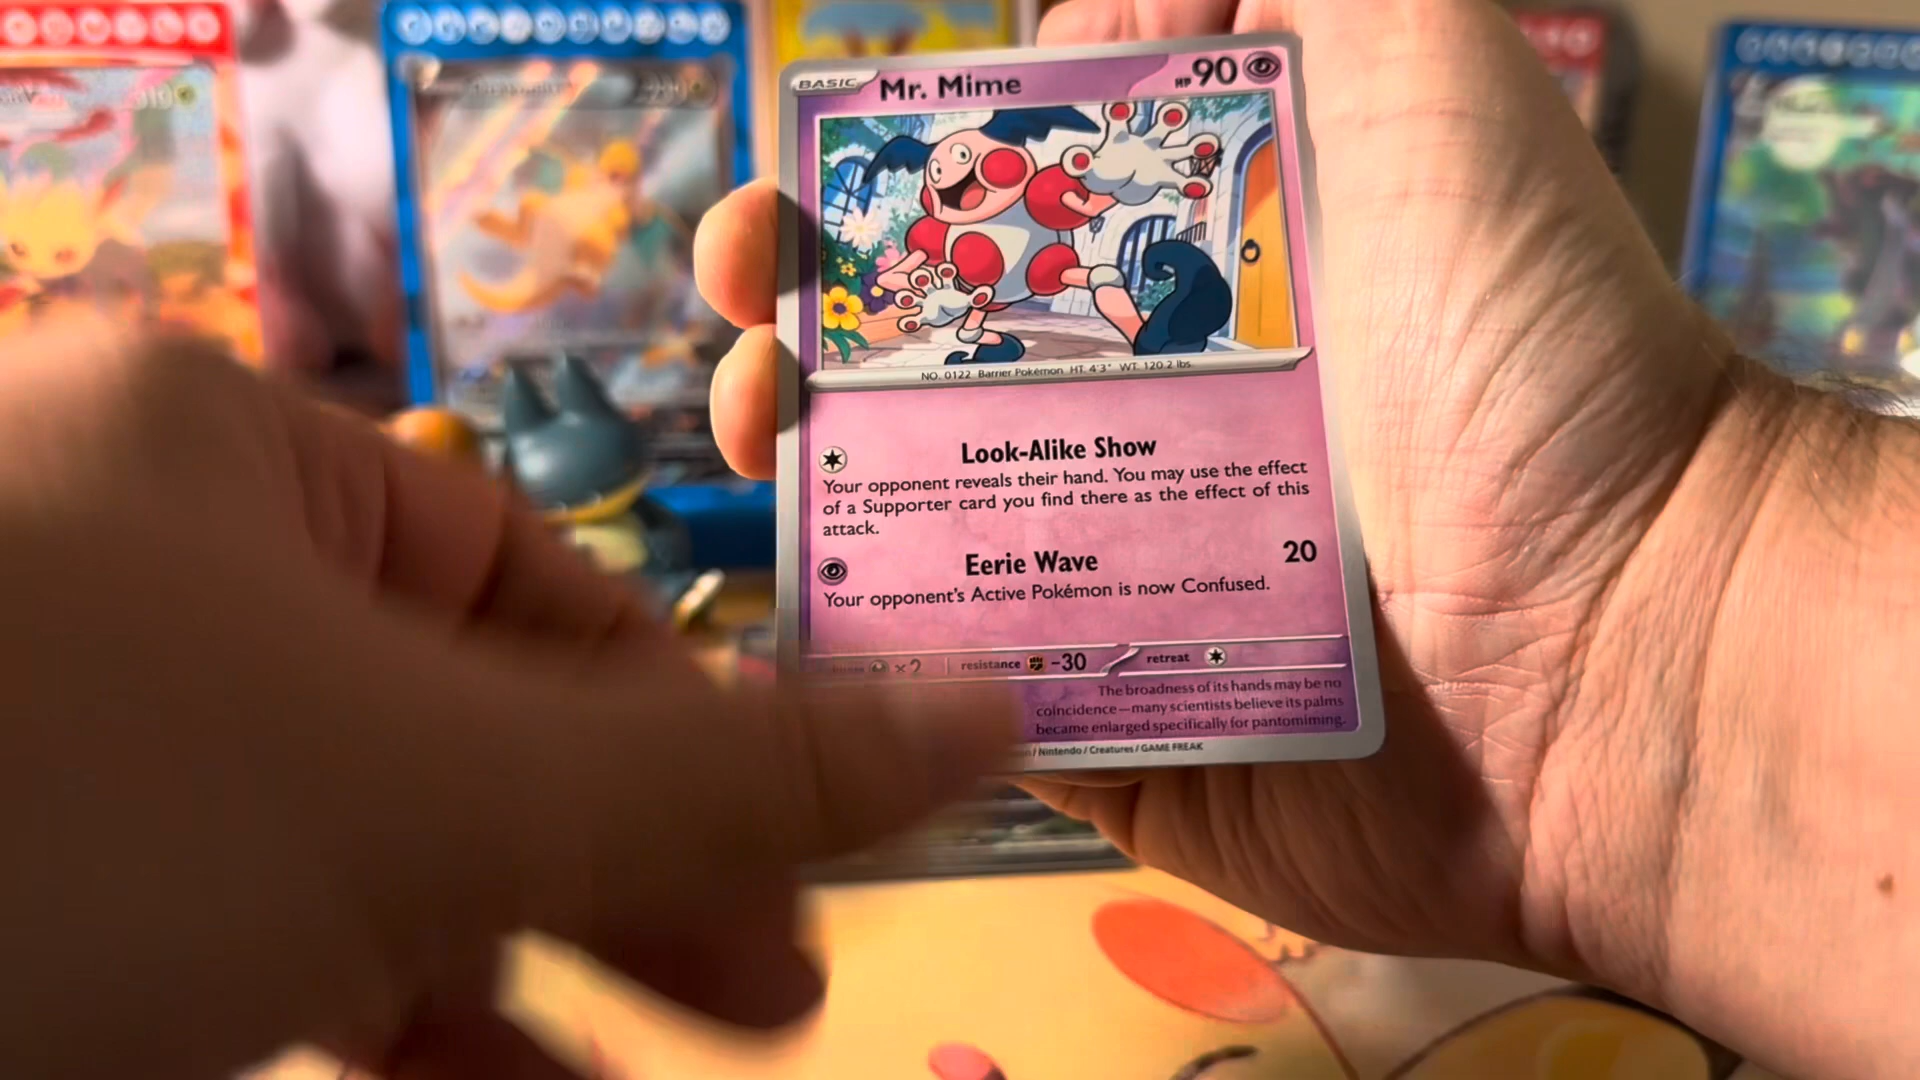 BASIC Mr. Mime HP 90
NO. 0122 Barrier Pokémon HT. 4'3" WT. 120.2 lbs.
Look-Alike Show
Your opponent reveals their hand. You may use the effect
of a Supporter card you find there as the effect of this
attack.
Eerie Wave 20
Your opponent's Active Pokémon is now Confused.
×2 resistance -30 retreat
The broadness of its hands may be no
coincidence—many scientists believe its palms
became enlarged specifically for pantomiming.
/ Nintendo / Creatures / GAME FREAK